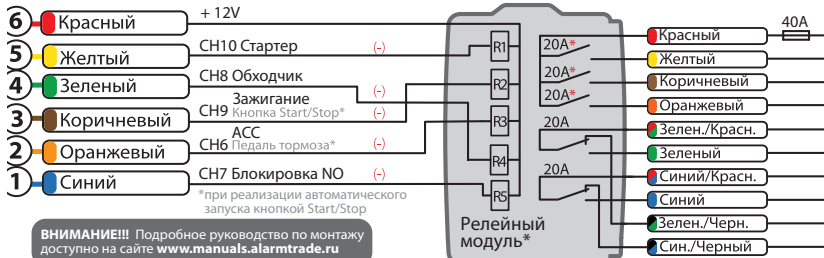 6 Красный + 12V
5 Желтый CH10 Стартер (-)
4 Зеленый CH8 Обходчик (-)
3 Коричневый CH9 Зажигание Кнопка Start/Stop* (-)
2 Оранжевый CH6 ACC Педаль тормоза* (-)
1 Синий CH7 Блокировка NO (-)
*при реализации автоматического
запуска кнопкой Start/Stop
ВНИМАНИЕ!!! Подробное руководство по монтажу
доступно на сайте www.manuals.alarmtrade.ru
R1
R2
R3
R4
R5
20A*
20A*
20A*
20A
20A
Релейный
модуль*
Красный 40A
Желтый
Коричневый
Оранжевый
Зелен./Красн.
Зеленый
Синий/Красн.
Синий
Зелен./Черн.
Син./Черный